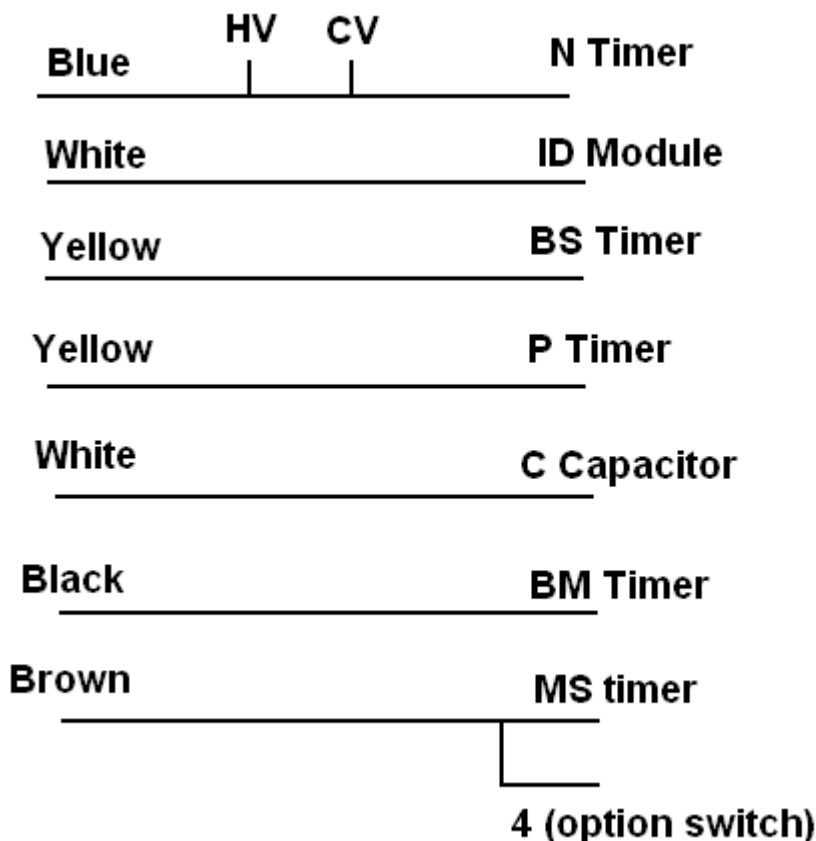 HV CV
Blue N Timer
White ID Module
Yellow BS Timer
Yellow P Timer
White C Capacitor
Black BM Timer
Brown MS timer
4 (option switch)